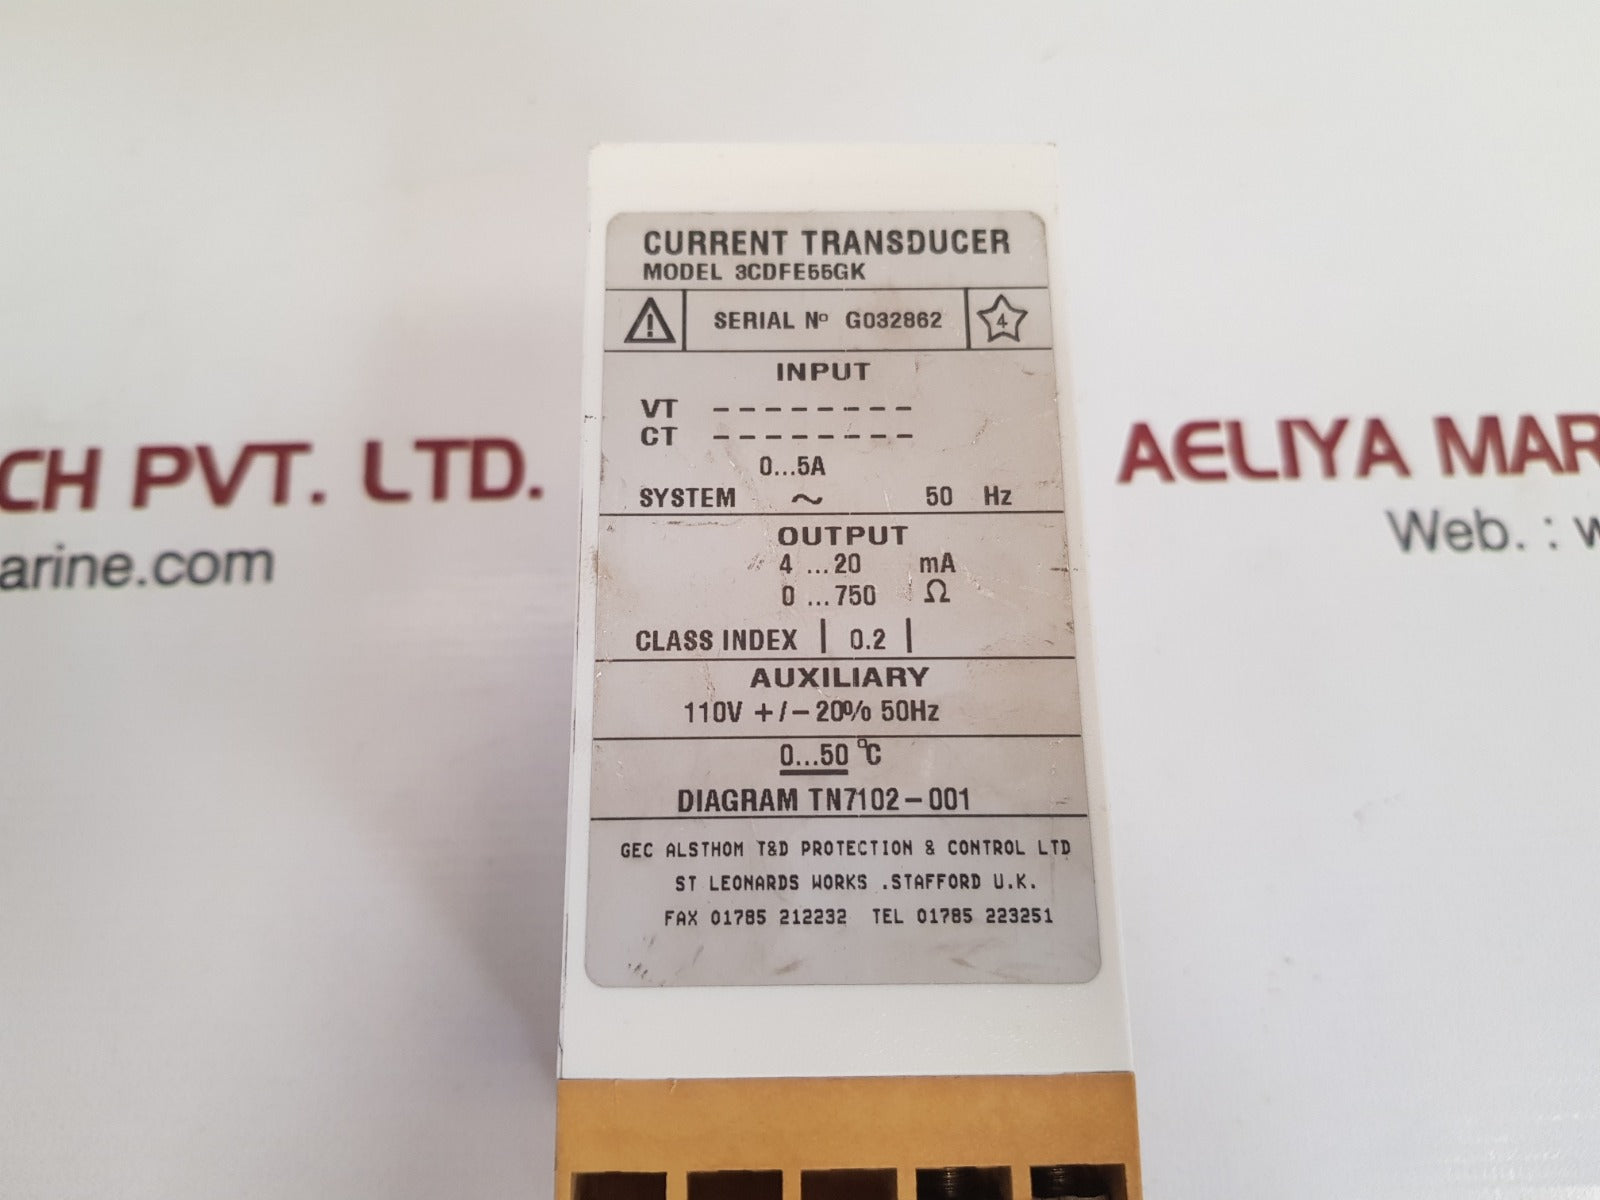 CURRENT TRANSDUCER
MODEL 3CDFE55GK
SERIAL Nº G032862
4
INPUT
VT --------
CT --------
0...5A
SYSTEM ~ 50 Hz
OUTPUT
4 ...20 mA
0 ...750 Ω
CLASS INDEX | 0.2 |
AUXILIARY
110V +/-20% 50Hz
0...50 ºC
DIAGRAM TN7102-001
GEC ALSTHOM T&D PROTECTION & CONTROL LTD
ST LEONARDS WORKS .STAFFORD U.K.
FAX 01785 212232 TEL 01785 223251
CH PVT. LTD.
arine.com
AELIYA MAR
Web. : w